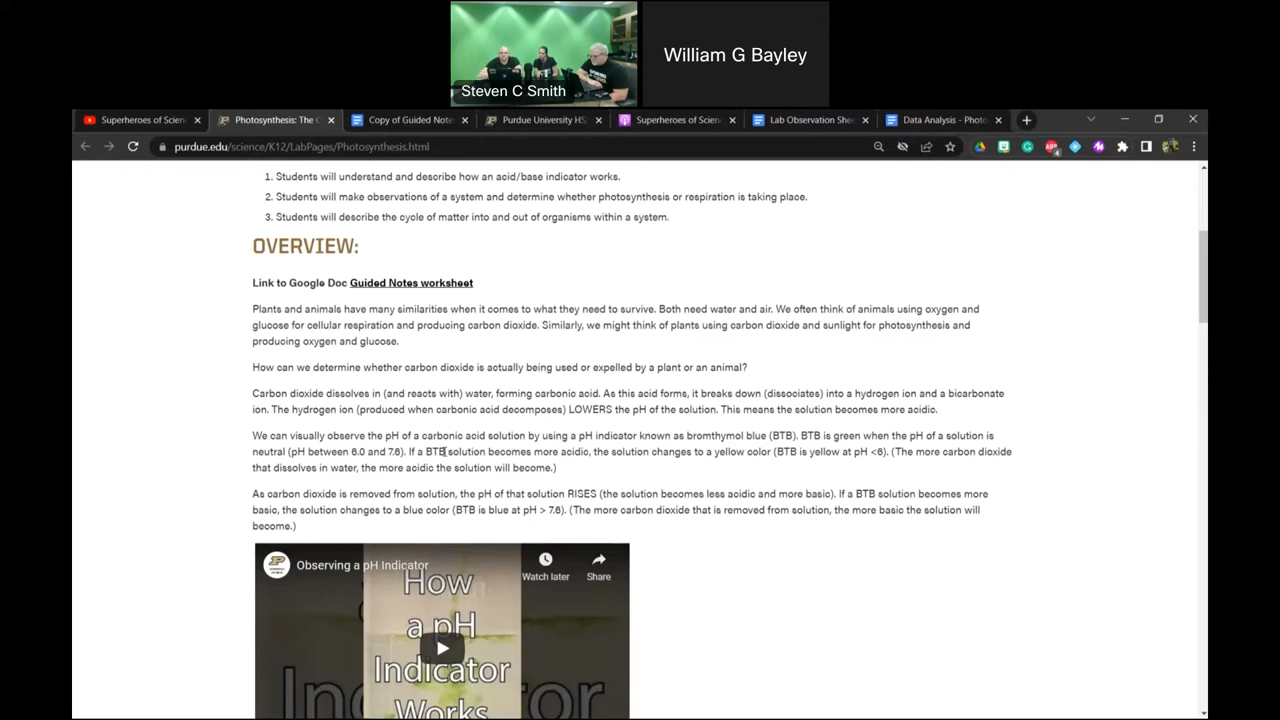 Steven C Smith
William G Bayley
Superheroes of Scien
Photosynthesis: The
Copy of Guided Note
Purdue University HS
Superheroes of Scien
Lab Observation She
Data Analysis - Photo
purdue.edu/science/K12/LabPages/Photosynthesis.html
1. Students will understand and describe how an acid/base indicator works.
2. Students will make observations of a system and determine whether photosynthesis or respiration is taking place.
3. Students will describe the cycle of matter into and out of organisms within a system.
OVERVIEW:
Link to Google Doc Guided Notes worksheet
Plants and animals have many similarities when it comes to what they need to survive. Both need water and air. We often think of animals using oxygen and
glucose for cellular respiration and producing carbon dioxide. Similarly, we might think of plants using carbon dioxide and sunlight for photosynthesis and
producing oxygen and glucose.
How can we determine whether carbon dioxide is actually being used or expelled by a plant or an animal?
Carbon dioxide dissolves in (and reacts with) water, forming carbonic acid. As this acid forms, it breaks down (dissociates) into a hydrogen ion and a bicarbonate
ion. The hydrogen ion (produced when carbonic acid decomposes) LOWERS the pH of the solution. This means the solution becomes more acidic.
We can visually observe the pH of a carbonic acid solution by using a pH indicator known as bromthymol blue (BTB). BTB is green when the pH of a solution is
neutral (pH between 6.0 and 7.6). If a BTB solution becomes more acidic, the solution changes to a yellow color (BTB is yellow at pH <6). (The more carbon dioxide
that dissolves in water, the more acidic the solution will become.)
As carbon dioxide is removed from solution, the pH of that solution RISES (the solution becomes less acidic and more basic). If a BTB solution becomes more
basic, the solution changes to a blue color (BTB is blue at pH > 7.6). (The more carbon dioxide that is removed from solution, the more basic the solution will
become.)
Observing a pH Indicator
Watch later
Share
How
a pH
Indicator
Works